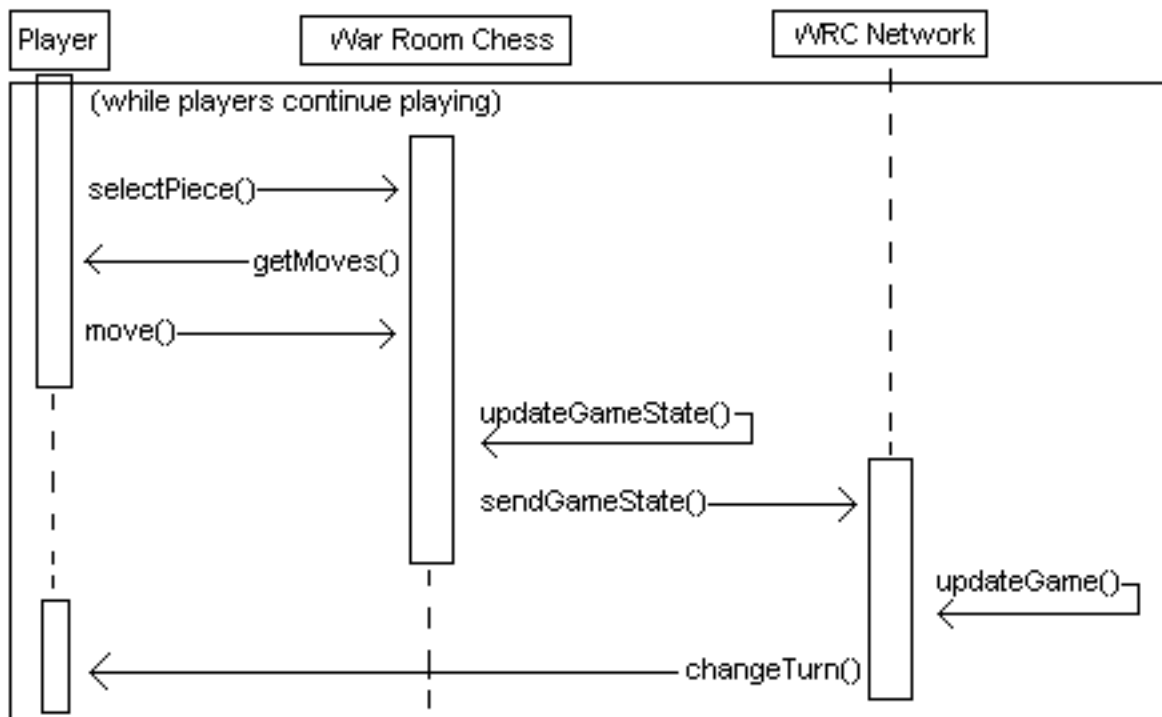 Player
War Room Chess
WRC Network
(while players continue playing)
selectPiece()
getMoves()
move()
updateGameState()
sendGameState()
updateGame()
changeTurn()